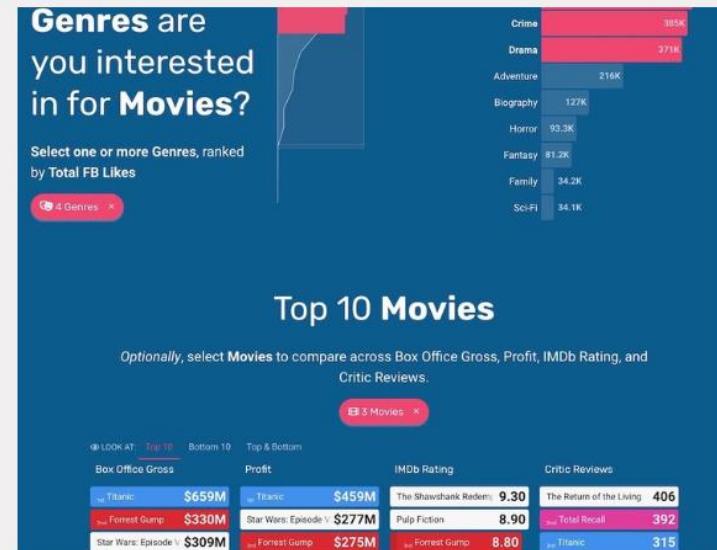 Genres are
you interested
in for Movies?
Select one or more Genres, ranked
by Total FB Likes
4 Genres ×
Crime 385K
Drama 371K
Adventure 216K
Biography 127K
Horror 93.3K
Fantasy 81.2K
Family 34.2K
Sci-Fi 34.1K
Top 10 Movies
Optionally, select Movies to compare across Box Office Gross, Profit, IMDb Rating, and
Critic Reviews.
3 Movies ×
LOOK AT: Top 10 Bottom 10 Top & Bottom
Box Office Gross Profit IMDb Rating Critic Reviews
Titanic $659M Titanic $459M The Shawshank Redem 9.30 The Return of the Living 406
Forrest Gump $330M Star Wars: Episode V $277M Pulp Fiction 8.90 Total Recall 392
Star Wars: Episode V $309M Forrest Gump $275M Forrest Gump 8.80 Titanic 315